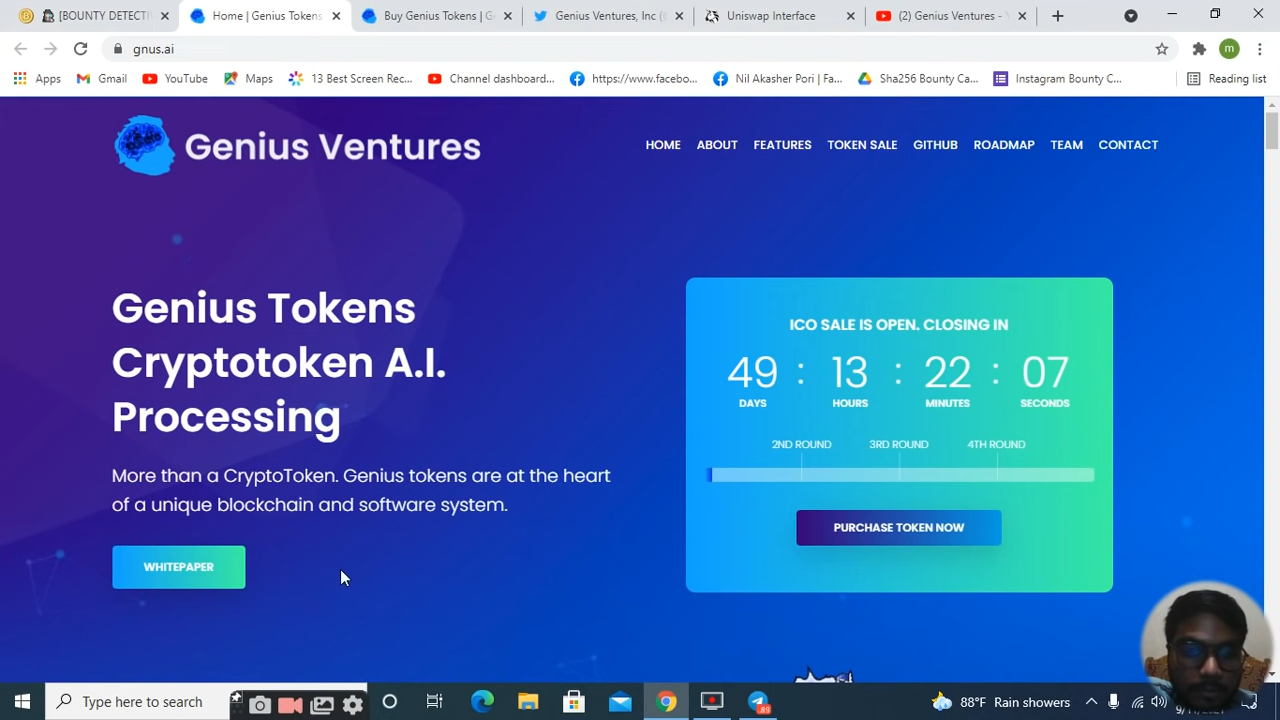 [BOUNTY DETECTI
Home | Genius Tokens
Buy Genius Tokens | G
Genius Ventures, Inc (
Uniswap Interface
(2) Genius Ventures -
gnus.ai
m
Apps
Gmail
YouTube
Maps
13 Best Screen Rec...
Channel dashboard...
https://www.facebo...
Nil Akasher Pori | Fa...
Sha256 Bounty Ca...
Instagram Bounty C...
Reading list
Genius Ventures
HOME ABOUT FEATURES TOKEN SALE GITHUB ROADMAP TEAM CONTACT
Genius Tokens
Cryptotoken A.I.
Processing
More than a CryptoToken. Genius tokens are at the heart
of a unique blockchain and software system.
WHITEPAPER
ICO SALE IS OPEN. CLOSING IN
49 : 13 : 22 : 07
DAYS HOURS MINUTES SECONDS
2ND ROUND 3RD ROUND 4TH ROUND
PURCHASE TOKEN NOW
Type here to search
88°F Rain showers